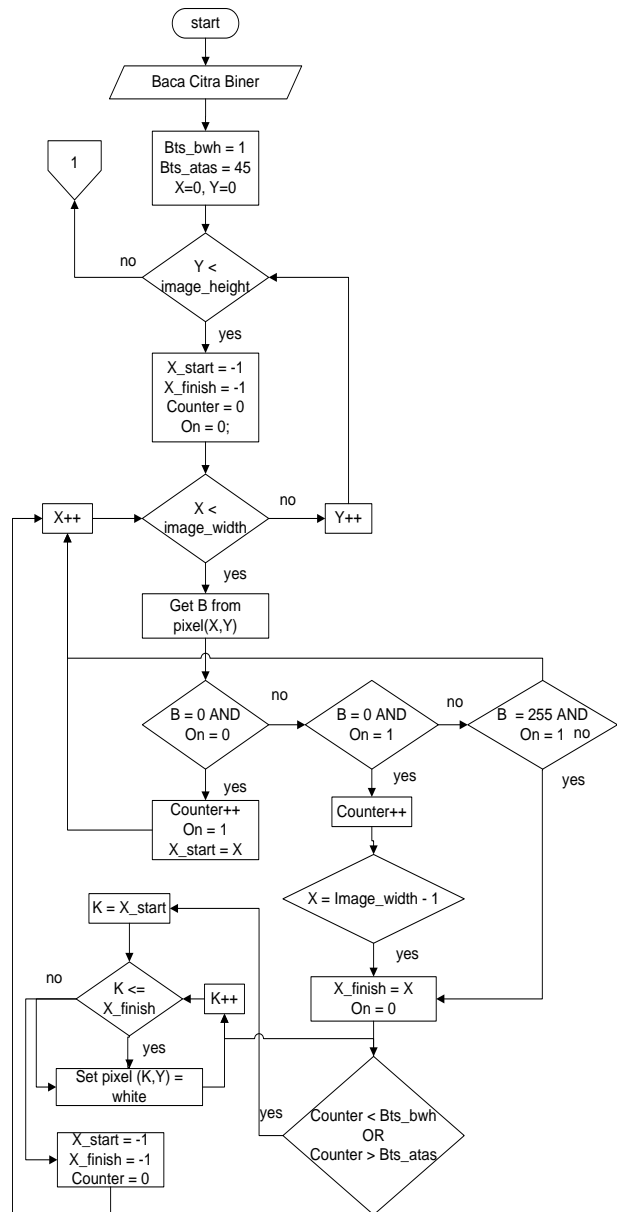 start
Baca Citra Biner
Bts_bwh = 1
Bts_atas = 45
X=0, Y=0
1
no
Y <
image_height
yes
X_start = -1
X_finish = -1
Counter = 0
On = 0;
X++
X <
image_width
no
Y++
yes
Get B from
pixel(X,Y)
B = 0 AND
On = 0
no
B = 0 AND
On = 1
no
B = 255 AND
On = 1
no
yes
yes
yes
Counter++
On = 1
X_start = X
Counter++
X = Image_width - 1
K = X_start
yes
no
K <=
X_finish
K++
X_finish = X
On = 0
yes
Set pixel (K,Y) =
white
yes
Counter < Bts_bwh
OR
Counter > Bts_atas
X_start = -1
X_finish = -1
Counter = 0